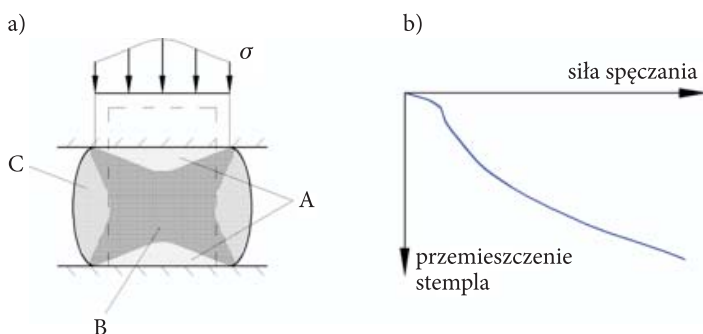 a)
b)
σ
siła spęczania
C
A
przemieszczenie
stempla
B